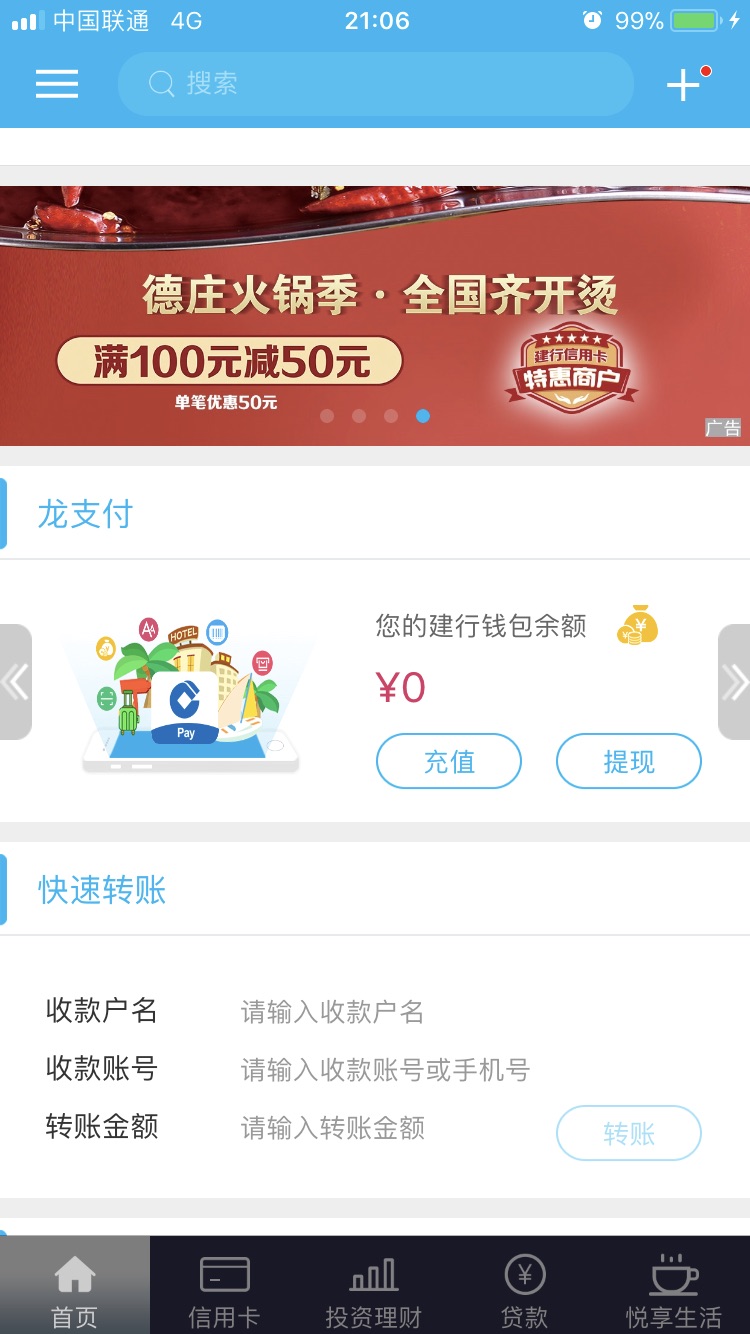 中国联通 4G 21:06 99%
搜索
德庄火锅季·全国齐开烫
满100元减50元
单笔优惠50元
建行信用卡
特惠商户
广告
龙支付
HOTEL
Pay
您的建行钱包余额
¥0
充值 提现
快速转账
收款户名 请输入收款户名
收款账号 请输入收款账号或手机号
转账金额 请输入转账金额
转账
首页 信用卡 投资理财 贷款 悦享生活